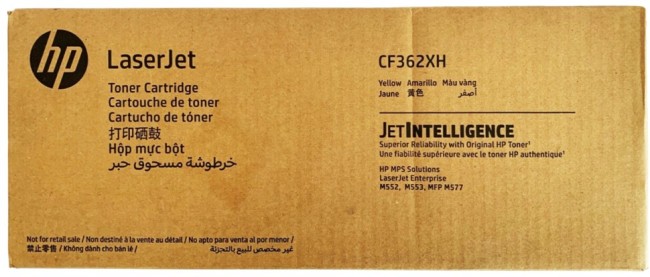 hp
LaserJet
Toner Cartridge
Cartouche de toner
Cartucho de tóner
打印硒鼓
Hộp mực bột
خرطوشة مسحوق حبر
Not for retail sale / Non destiné à la vente au détail / No apto para venta al por menor /
禁止零售 / Không dành cho bán lẻ / غير مخصص للبيع بالتجزئة
CF362XH
Yellow Amarillo Màu vàng
Jaune 黄色 أصفر
JETINTELLIGENCE
Superior Reliability with Original HP Toner¹
Une fiabilité supérieure avec le toner HP authentique¹
HP MPS Solutions
LaserJet Enterprise
M552, M553, MFP M577